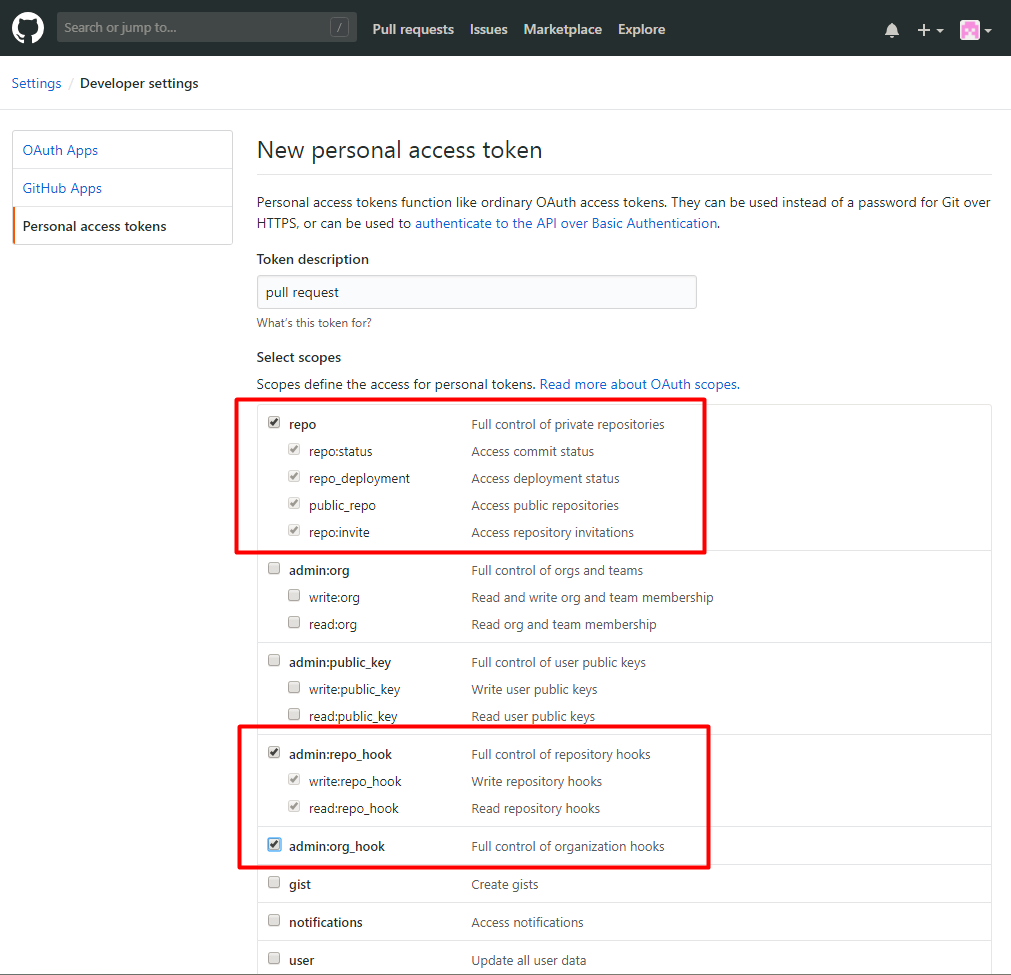 Search or jump to... /
Pull requests Issues Marketplace Explore
Settings / Developer settings
OAuth Apps
GitHub Apps
Personal access tokens
New personal access token
Personal access tokens function like ordinary OAuth access tokens. They can be used instead of a password for Git over
HTTPS, or can be used to authenticate to the API over Basic Authentication.
Token description
pull request
What's this token for?
Select scopes
Scopes define the access for personal tokens. Read more about OAuth scopes.
repo Full control of private repositories
repo:status Access commit status
repo_deployment Access deployment status
public_repo Access public repositories
repo:invite Access repository invitations
admin:org Full control of orgs and teams
write:org Read and write org and team membership
read:org Read org and team membership
admin:public_key Full control of user public keys
write:public_key Write user public keys
read:public_key Read user public keys
admin:repo_hook Full control of repository hooks
write:repo_hook Write repository hooks
read:repo_hook Read repository hooks
admin:org_hook Full control of organization hooks
gist Create gists
notifications Access notifications
user Update all user data